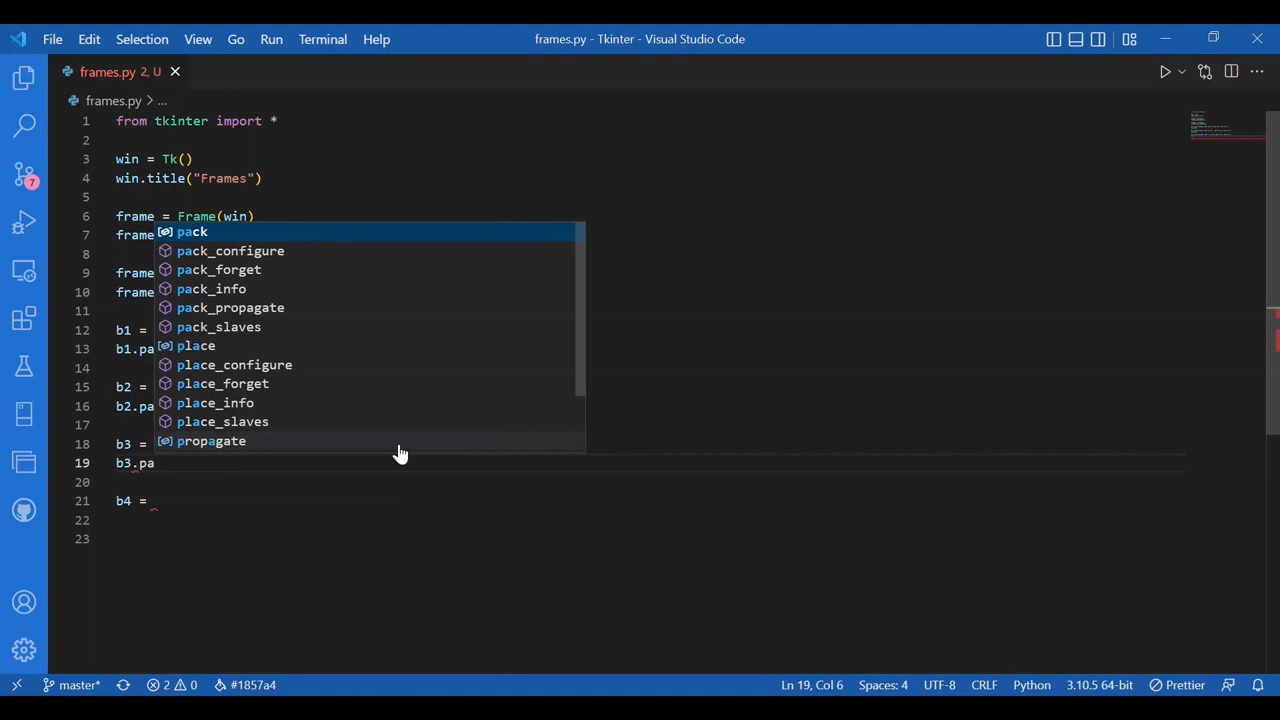 File Edit Selection View Go Run Terminal Help frames.py - Tkinter - Visual Studio Code
frames.py 2, U
frames.py > ...
1 from tkinter import *
2
3 win = Tk()
4 win.title("Frames")
5
6 frame = Frame(win)
7 frame
8
9 frame
10 frame
11
12 b1 =
13 b1.pa
14
15 b2 =
16 b2.pa
17
18 b3 =
19 b3.pa
20
21 b4 =
22
23
pack
pack_configure
pack_forget
pack_info
pack_propagate
pack_slaves
place
place_configure
place_forget
place_info
place_slaves
propagate
7
master* 2 0 #1857a4 Ln 19, Col 6 Spaces: 4 UTF-8 CRLF Python 3.10.5 64-bit Prettier